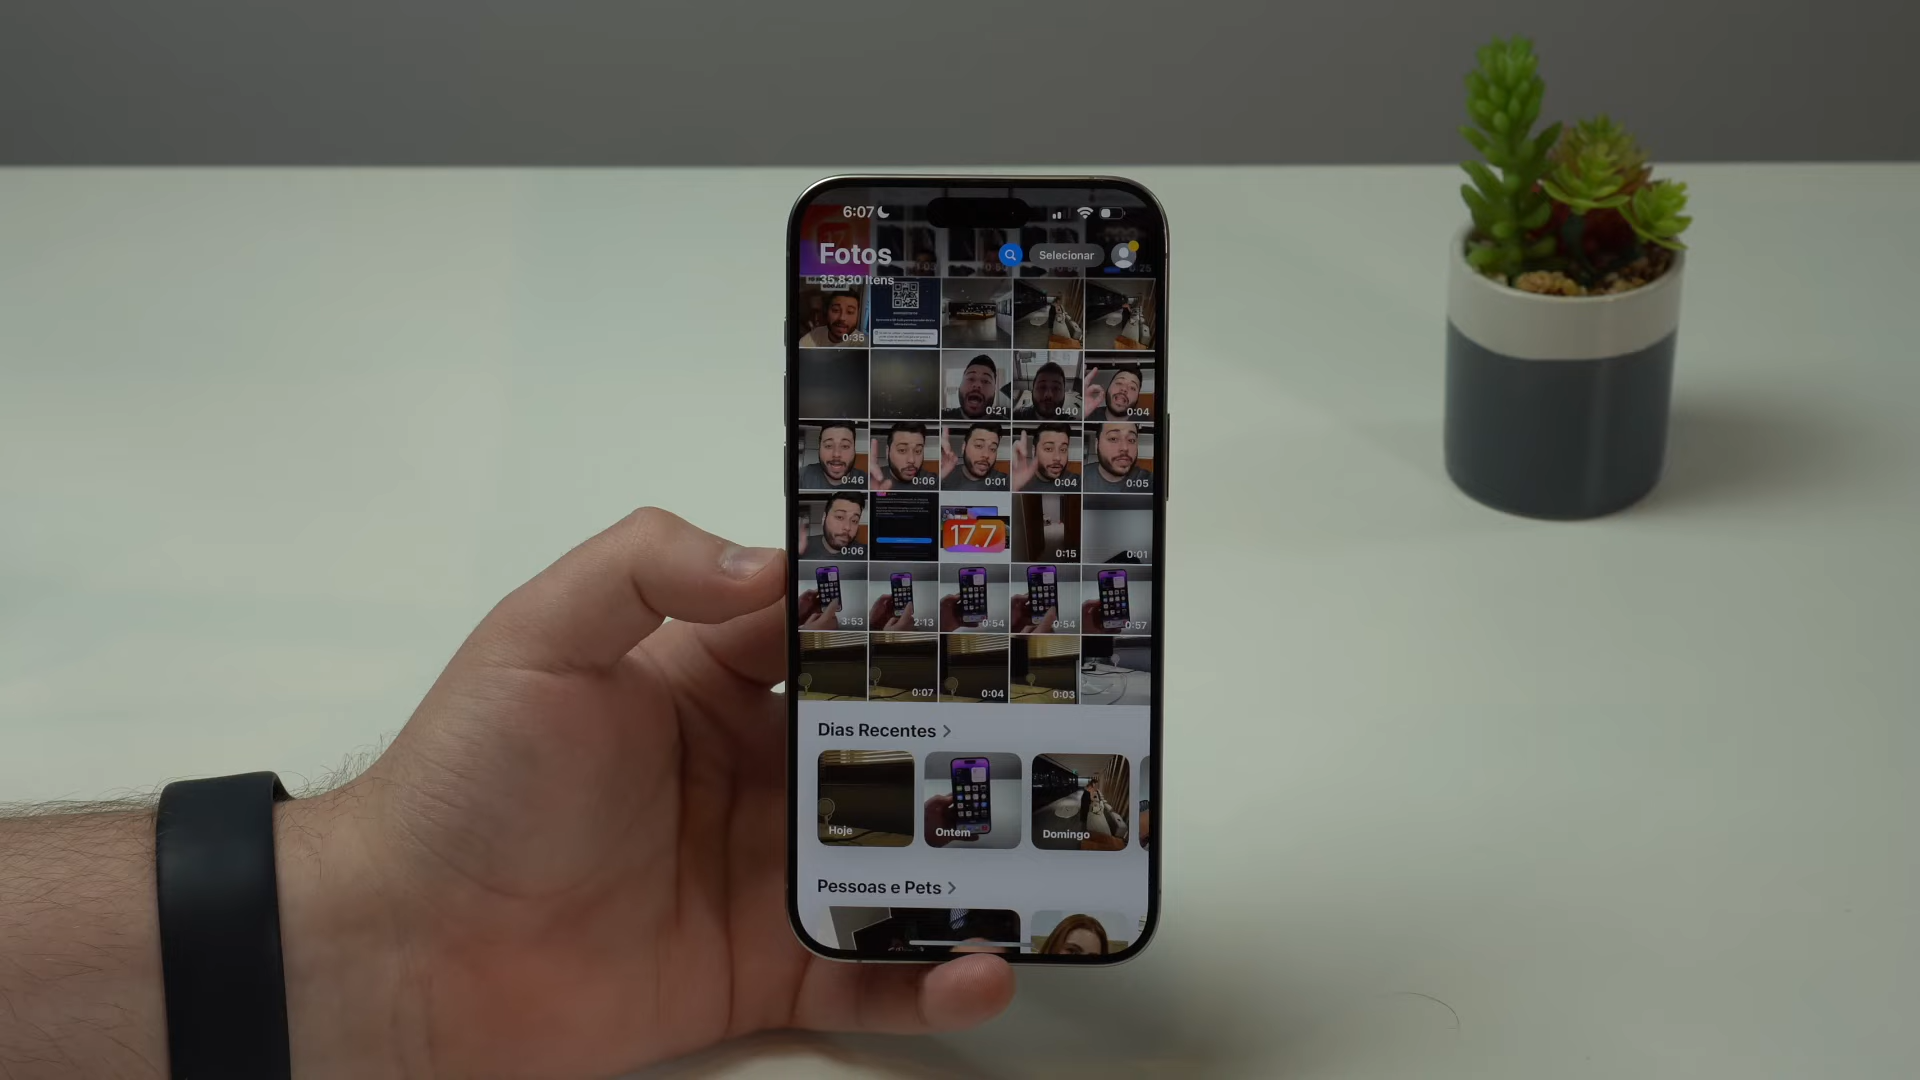 6:07
Fotos
Selecionar
35,830 Itens
0:35
0:21
0:40
0:04
0:46
0:06
0:01
0:04
0:05
0:06
17.7
0:15
0:01
3:53
2:13
0:54
0:54
0:57
0:07
0:04
0:03
Dias Recentes >
Hoje
Ontem
Domingo
Pessoas e Pets >